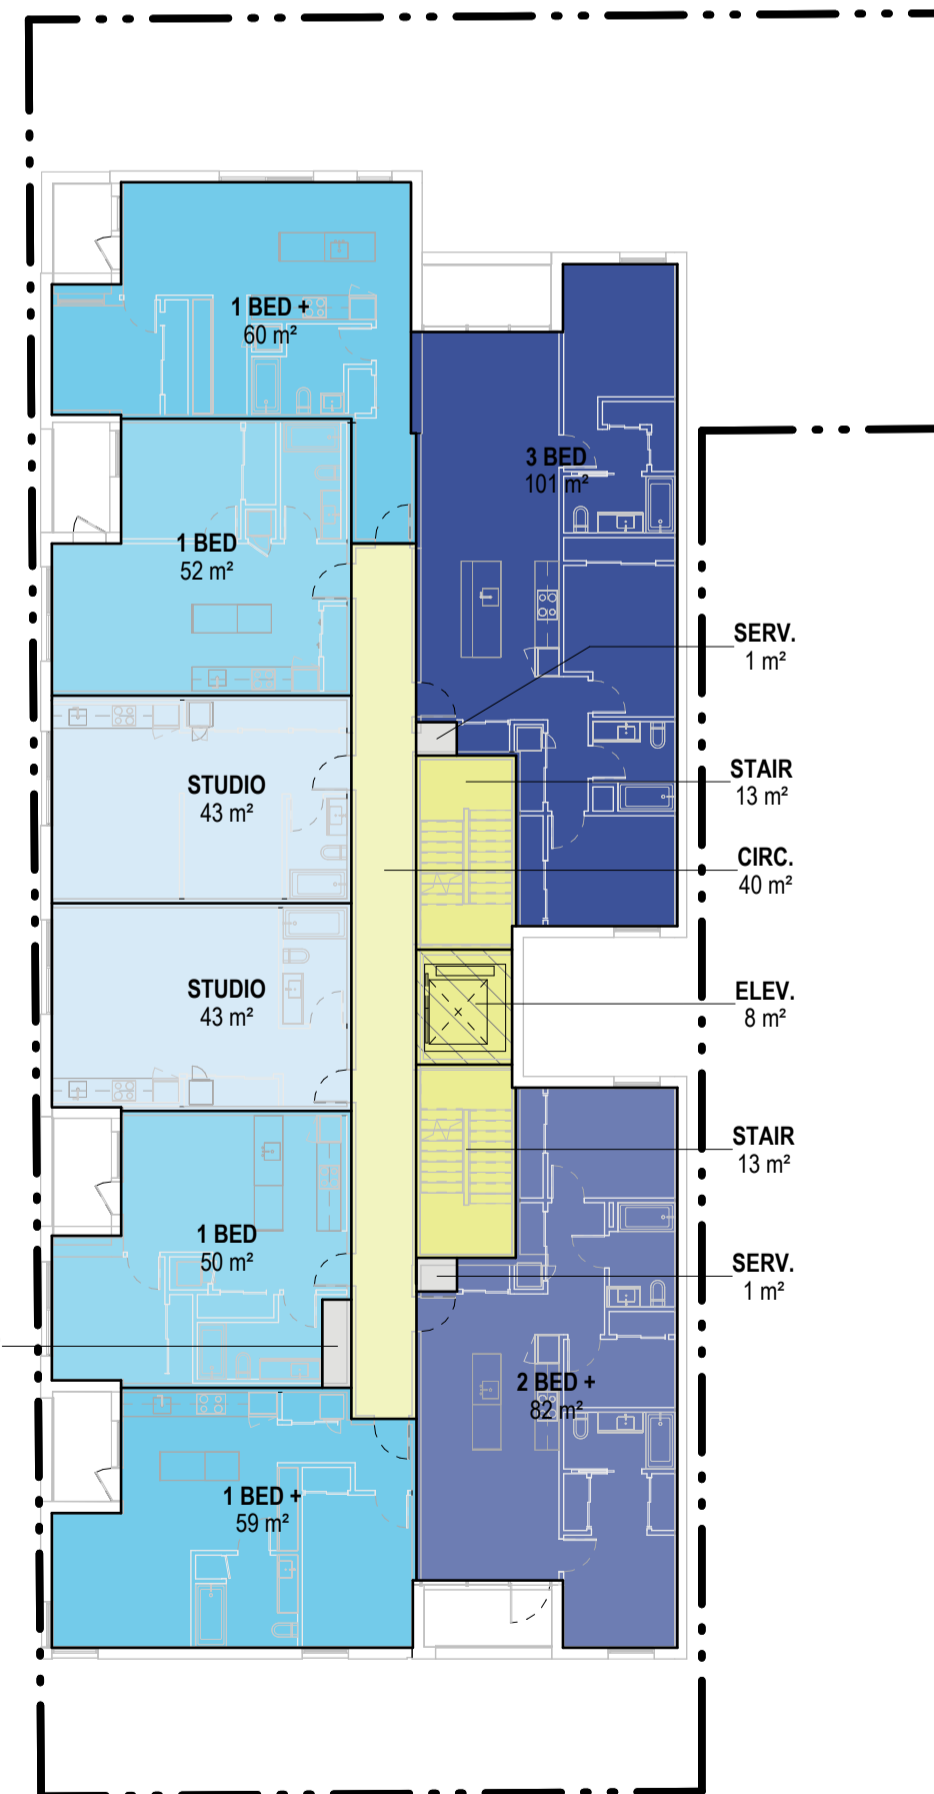 1 BED +
60 m²
3 BED
101 m²
1 BED
52 m²
SERV.
1 m²
STUDIO
43 m²
STAIR
13 m²
CIRC.
40 m²
STUDIO
43 m²
ELEV.
8 m²
STAIR
13 m²
1 BED
50 m²
SERV.
1 m²
2 BED +
82 m²
1 BED +
59 m²